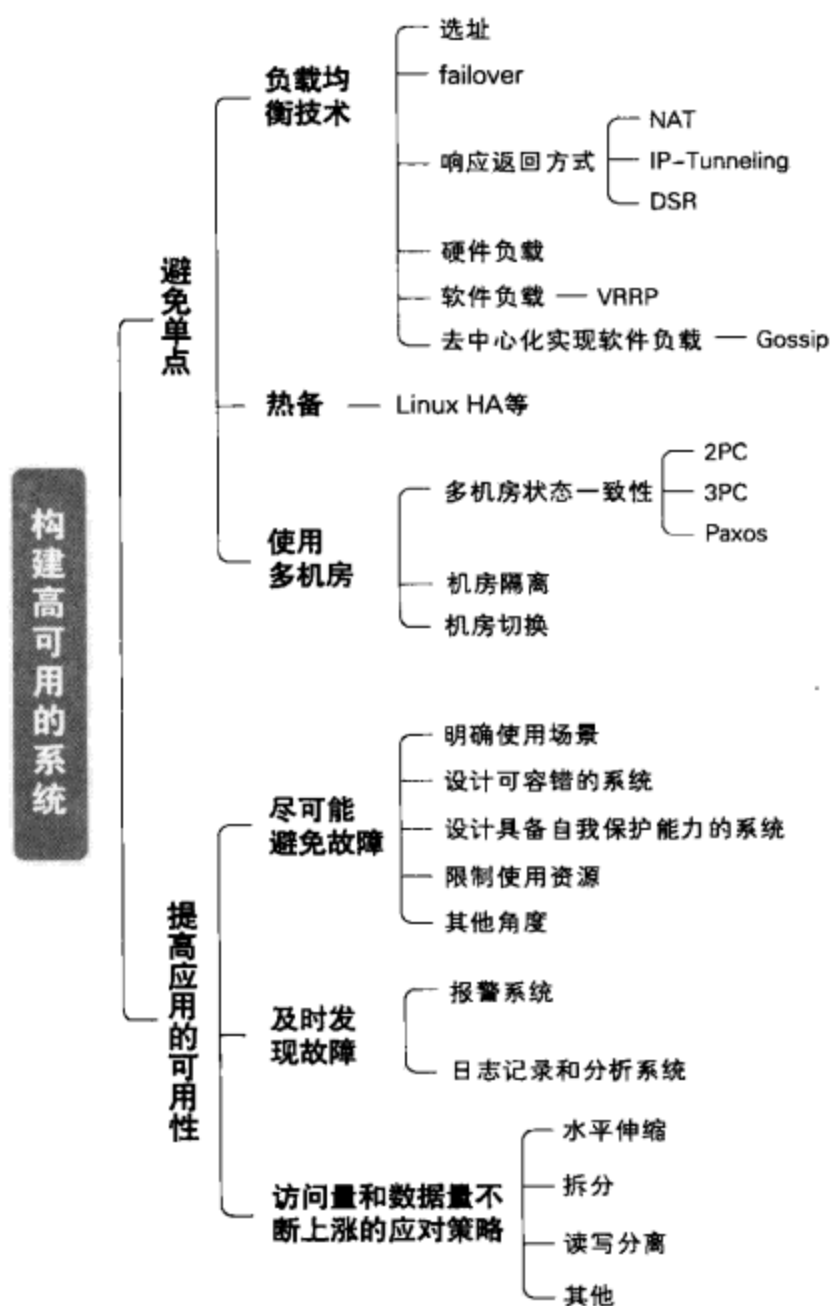 构建高可用的系统
避免单点
负载均
衡技术
选址
failover
响应返回方式
NAT
IP-Tunneling
DSR
硬件负载
软件负载
VRRP
去中心化实现软件负载
Gossip
热备
Linux HA等
使用
多机房
多机房状态一致性
2PC
3PC
Paxos
机房隔离
机房切换
提高应用的可用性
尽可能
避免故障
明确使用场景
设计可容错的系统
设计具备自我保护能力的系统
限制使用资源
其他角度
及时发
现故障
报警系统
日志记录和分析系统
访问量和数据量不
断上涨的应对策略
水平伸缩
拆分
读写分离
其他